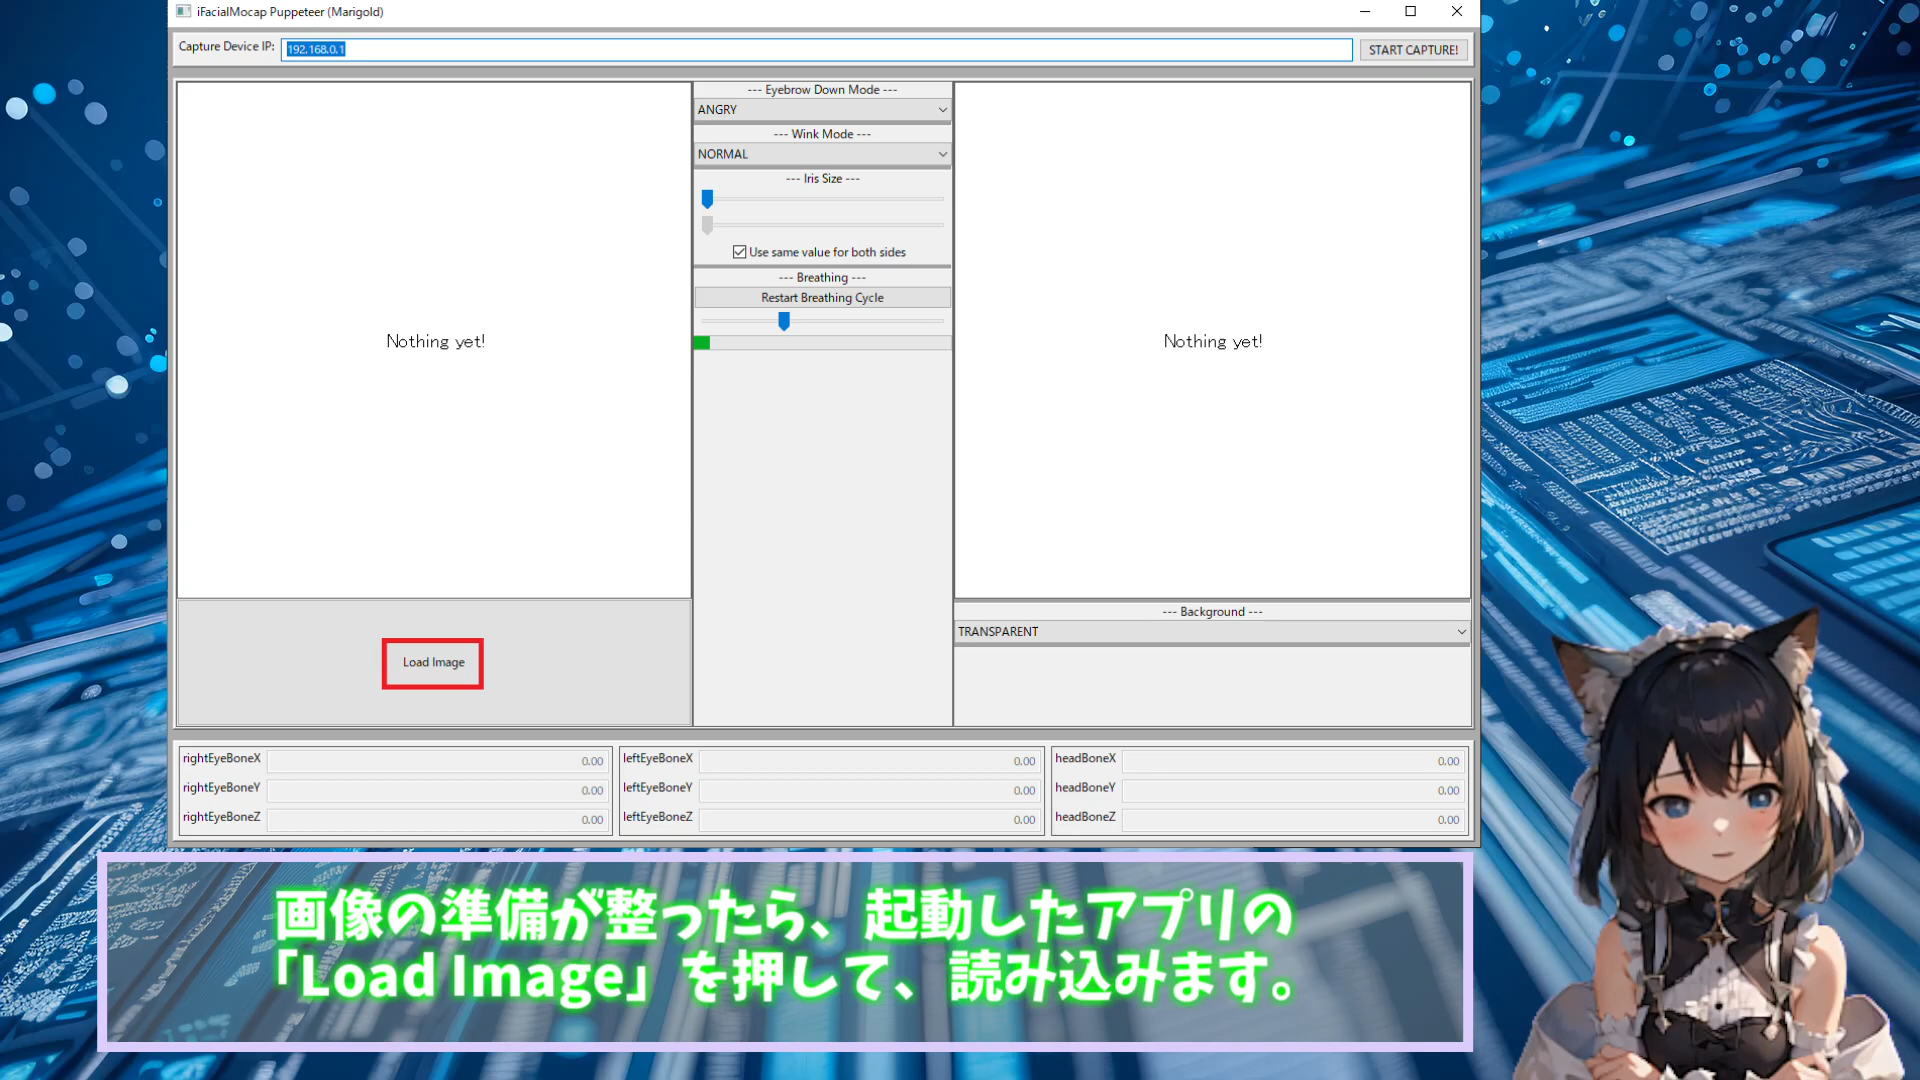 iFacialMocap Puppeteer (Marigold)
Capture Device IP:
192.168.0.1
START CAPTURE!
Nothing yet!
Load Image
--- Eyebrow Down Mode ---
ANGRY
--- Wink Mode ---
NORMAL
--- Iris Size ---
Use same value for both sides
--- Breathing ---
Restart Breathing Cycle
Nothing yet!
--- Background ---
TRANSPARENT
rightEyeBoneX 0.00
rightEyeBoneY 0.00
rightEyeBoneZ 0.00
leftEyeBoneX 0.00
leftEyeBoneY 0.00
leftEyeBoneZ 0.00
headBoneX 0.00
headBoneY 0.00
headBoneZ 0.00
画像の準備が整ったら、起動したアプリの
「Load Image」を押して、読み込みます。